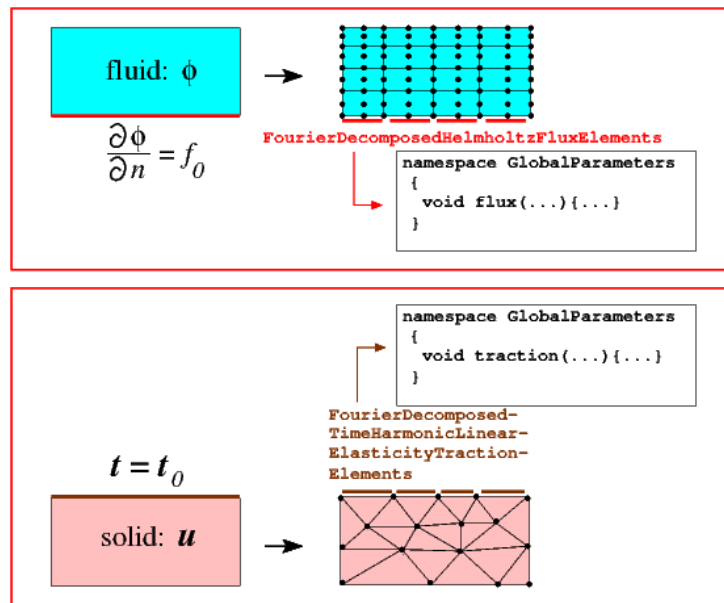 fluid: ϕ
∂ϕ
∂n
= f₀
FourierDecomposedHelmholtzFluxElements
namespace GlobalParameters
{
void flux(...){...}
}
namespace GlobalParameters
{
void traction(...){...}
}
FourierDecomposed-
TimeHarmonicLinear-
ElasticityTraction-
Elements
t = t₀
solid: u